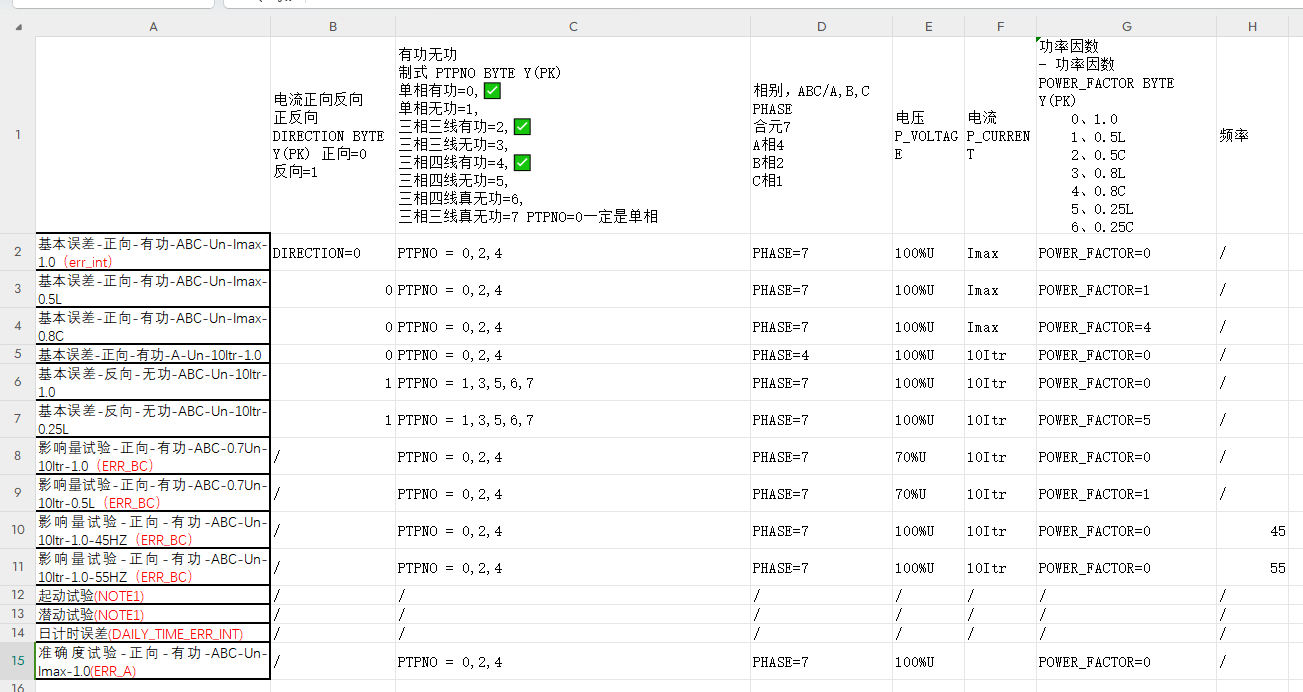 A B C D E F G H
1
电流正向反向
正反向
DIRECTION BYTE
Y(PK) 正向=0
反向=1
有功无功
制式 PTPNO BYTE Y(PK)
单相有功=0,✅
单相无功=1,
三相三线有功=2,✅
三相三线无功=3,
三相四线有功=4,✅
三相四线无功=5,
三相四线真无功=6,
三相三线真无功=7 PTPNO=0一定是单相
相别，ABC/A,B,C
PHASE
合元7
A相4
B相2
C相1
电压
P_VOLTAG
E
电流
P_CURREN
T
功率因数
- 功率因数
POWER_FACTOR BYTE
Y(PK)
0、1.0
1、0.5L
2、0.5C
3、0.8L
4、0.8C
5、0.25L
6、0.25C
频率
2
基本误差-正向-有功-ABC-Un-Imax-
1.0（err_int）
DIRECTION=0 PTPNO = 0,2,4 PHASE=7 100%U Imax POWER_FACTOR=0 /
3
基本误差-正向-有功-ABC-Un-Imax-
0.5L
0 PTPNO = 0,2,4 PHASE=7 100%U Imax POWER_FACTOR=1 /
4
基本误差-正向-有功-ABC-Un-Imax-
0.8C
0 PTPNO = 0,2,4 PHASE=7 100%U Imax POWER_FACTOR=4 /
5 基本误差-正向-有功-A-Un-10Itr-1.0 0 PTPNO = 0,2,4 PHASE=4 100%U 10Itr POWER_FACTOR=0 /
6
基本误差-反向-无功-ABC-Un-10Itr-
1.0
1 PTPNO = 1,3,5,6,7 PHASE=7 100%U 10Itr POWER_FACTOR=0 /
7
基本误差-反向-无功-ABC-Un-10Itr-
0.25L
1 PTPNO = 1,3,5,6,7 PHASE=7 100%U 10Itr POWER_FACTOR=5 /
8
影响量试验-正向-有功-ABC-0.7Un-
10Itr-1.0（ERR_BC）
/ PTPNO = 0,2,4 PHASE=7 70%U 10Itr POWER_FACTOR=0 /
9
影响量试验-正向-有功-ABC-0.7Un-
10Itr-0.5L（ERR_BC）
/ PTPNO = 0,2,4 PHASE=7 70%U 10Itr POWER_FACTOR=1 /
10
影响量试验-正向-有功-ABC-Un-
10Itr-1.0-45HZ（ERR_BC）
/ PTPNO = 0,2,4 PHASE=7 100%U 10Itr POWER_FACTOR=0 45
11
影响量试验-正向-有功-ABC-Un-
10Itr-1.0-55HZ（ERR_BC）
/ PTPNO = 0,2,4 PHASE=7 100%U 10Itr POWER_FACTOR=0 55
12 起动试验(NOTE1) / / / / / / /
13 潜动试验(NOTE1) / / / / / / /
14 日计时误差(DAILY_TIME_ERR_INT) / / / / / / /
15
准确度试验-正向-有功-ABC-Un-
Imax-1.0(ERR_A)
/ PTPNO = 0,2,4 PHASE=7 100%U POWER_FACTOR=0 /
16